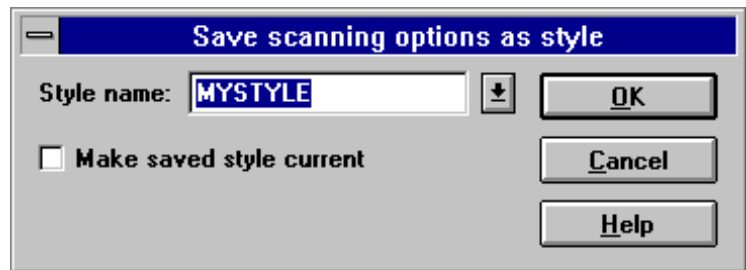 Save scanning options as style
Style name: MYSTYLE
OK
Make saved style current
Cancel
Help